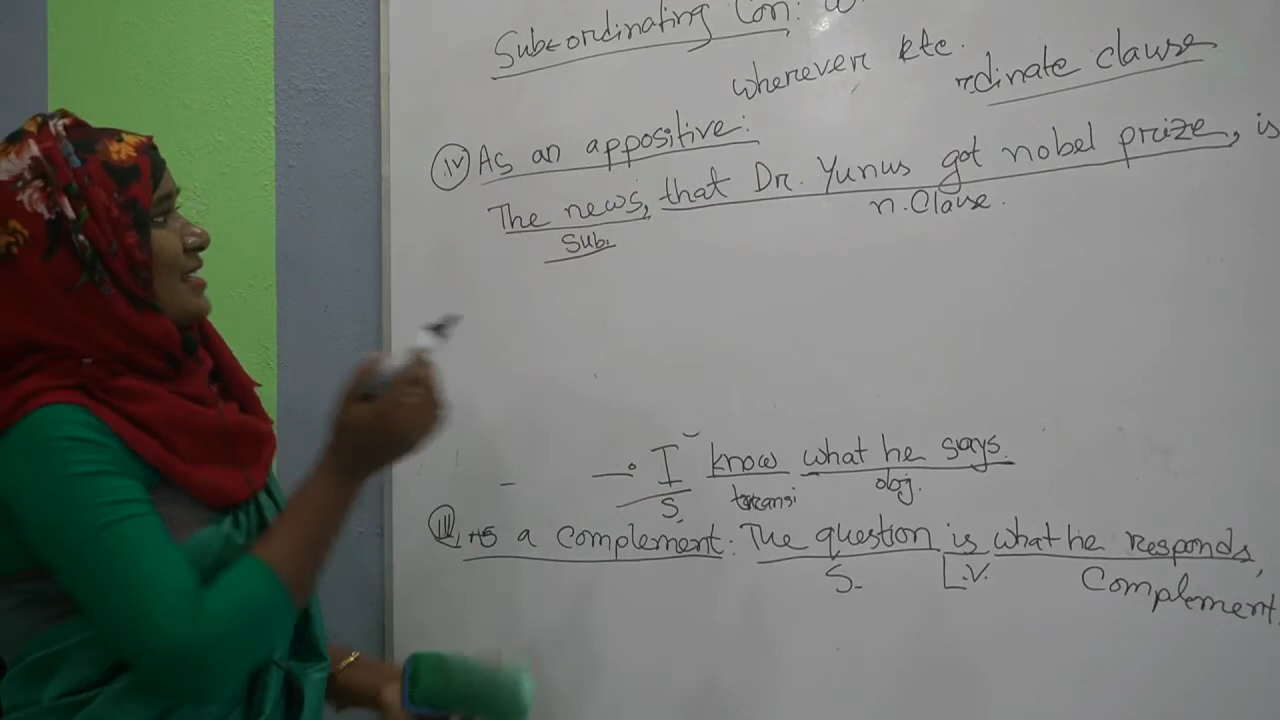 Subordinating Con: w
wherever etc.
rdinate clause
(iv) As an appositive:
The news, that Dr. Yunus got nobel prize, is
n. Clause.
Sub.
I know what he says.
S. transi obj.
(III) As a complement: The question is what he responds,
S. L.V. Complement.